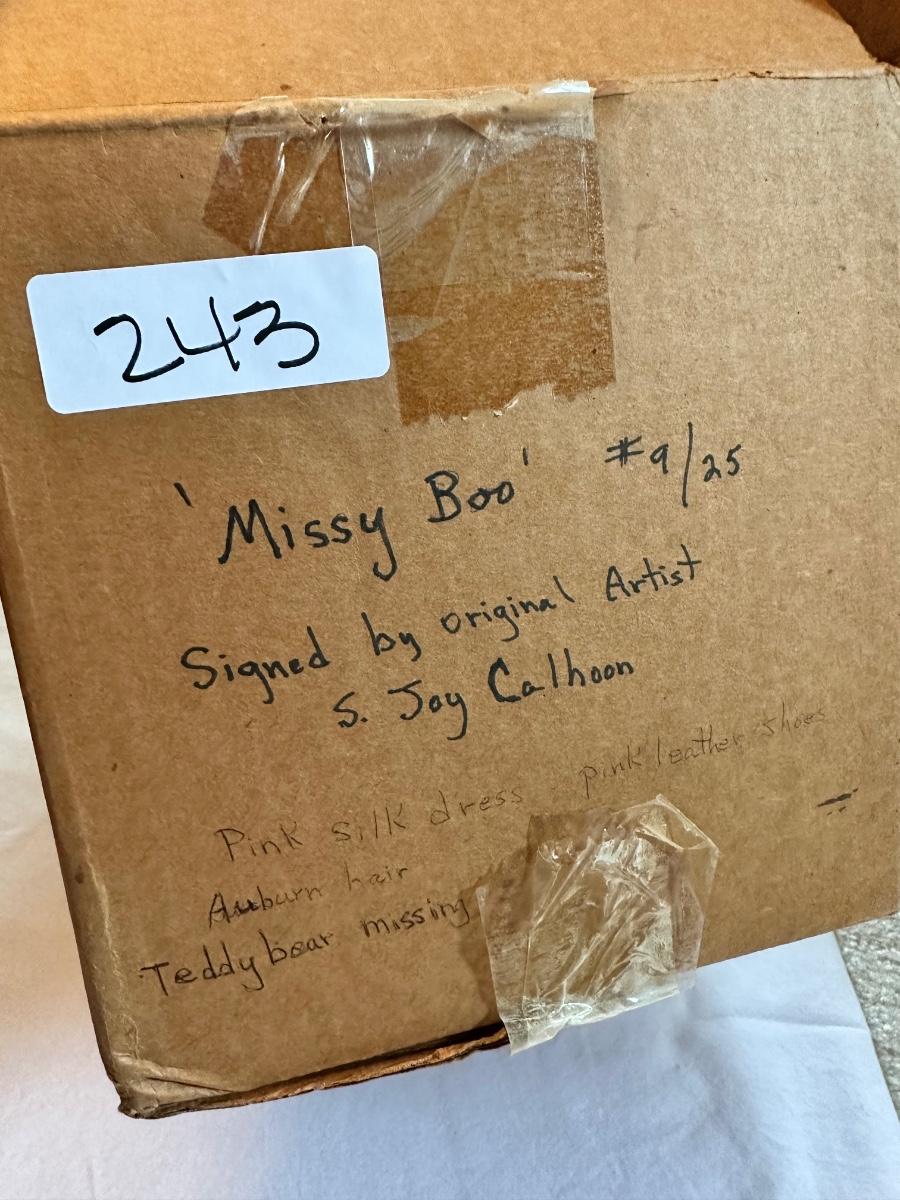 243
'Missy Boo' #9/25
Signed by original Artist
S. Joy Calhoon
Pink silk dress pink leather shoes
Auburn hair
Teddy bear missing